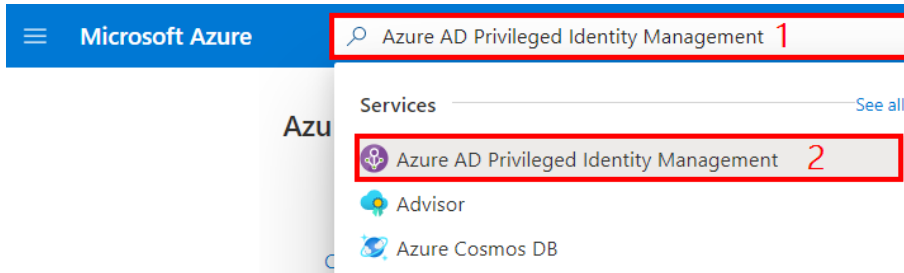 Microsoft Azure
Azure AD Privileged Identity Management 1
Services
See all
Azu
Azure AD Privileged Identity Management 2
Advisor
Azure Cosmos DB
C